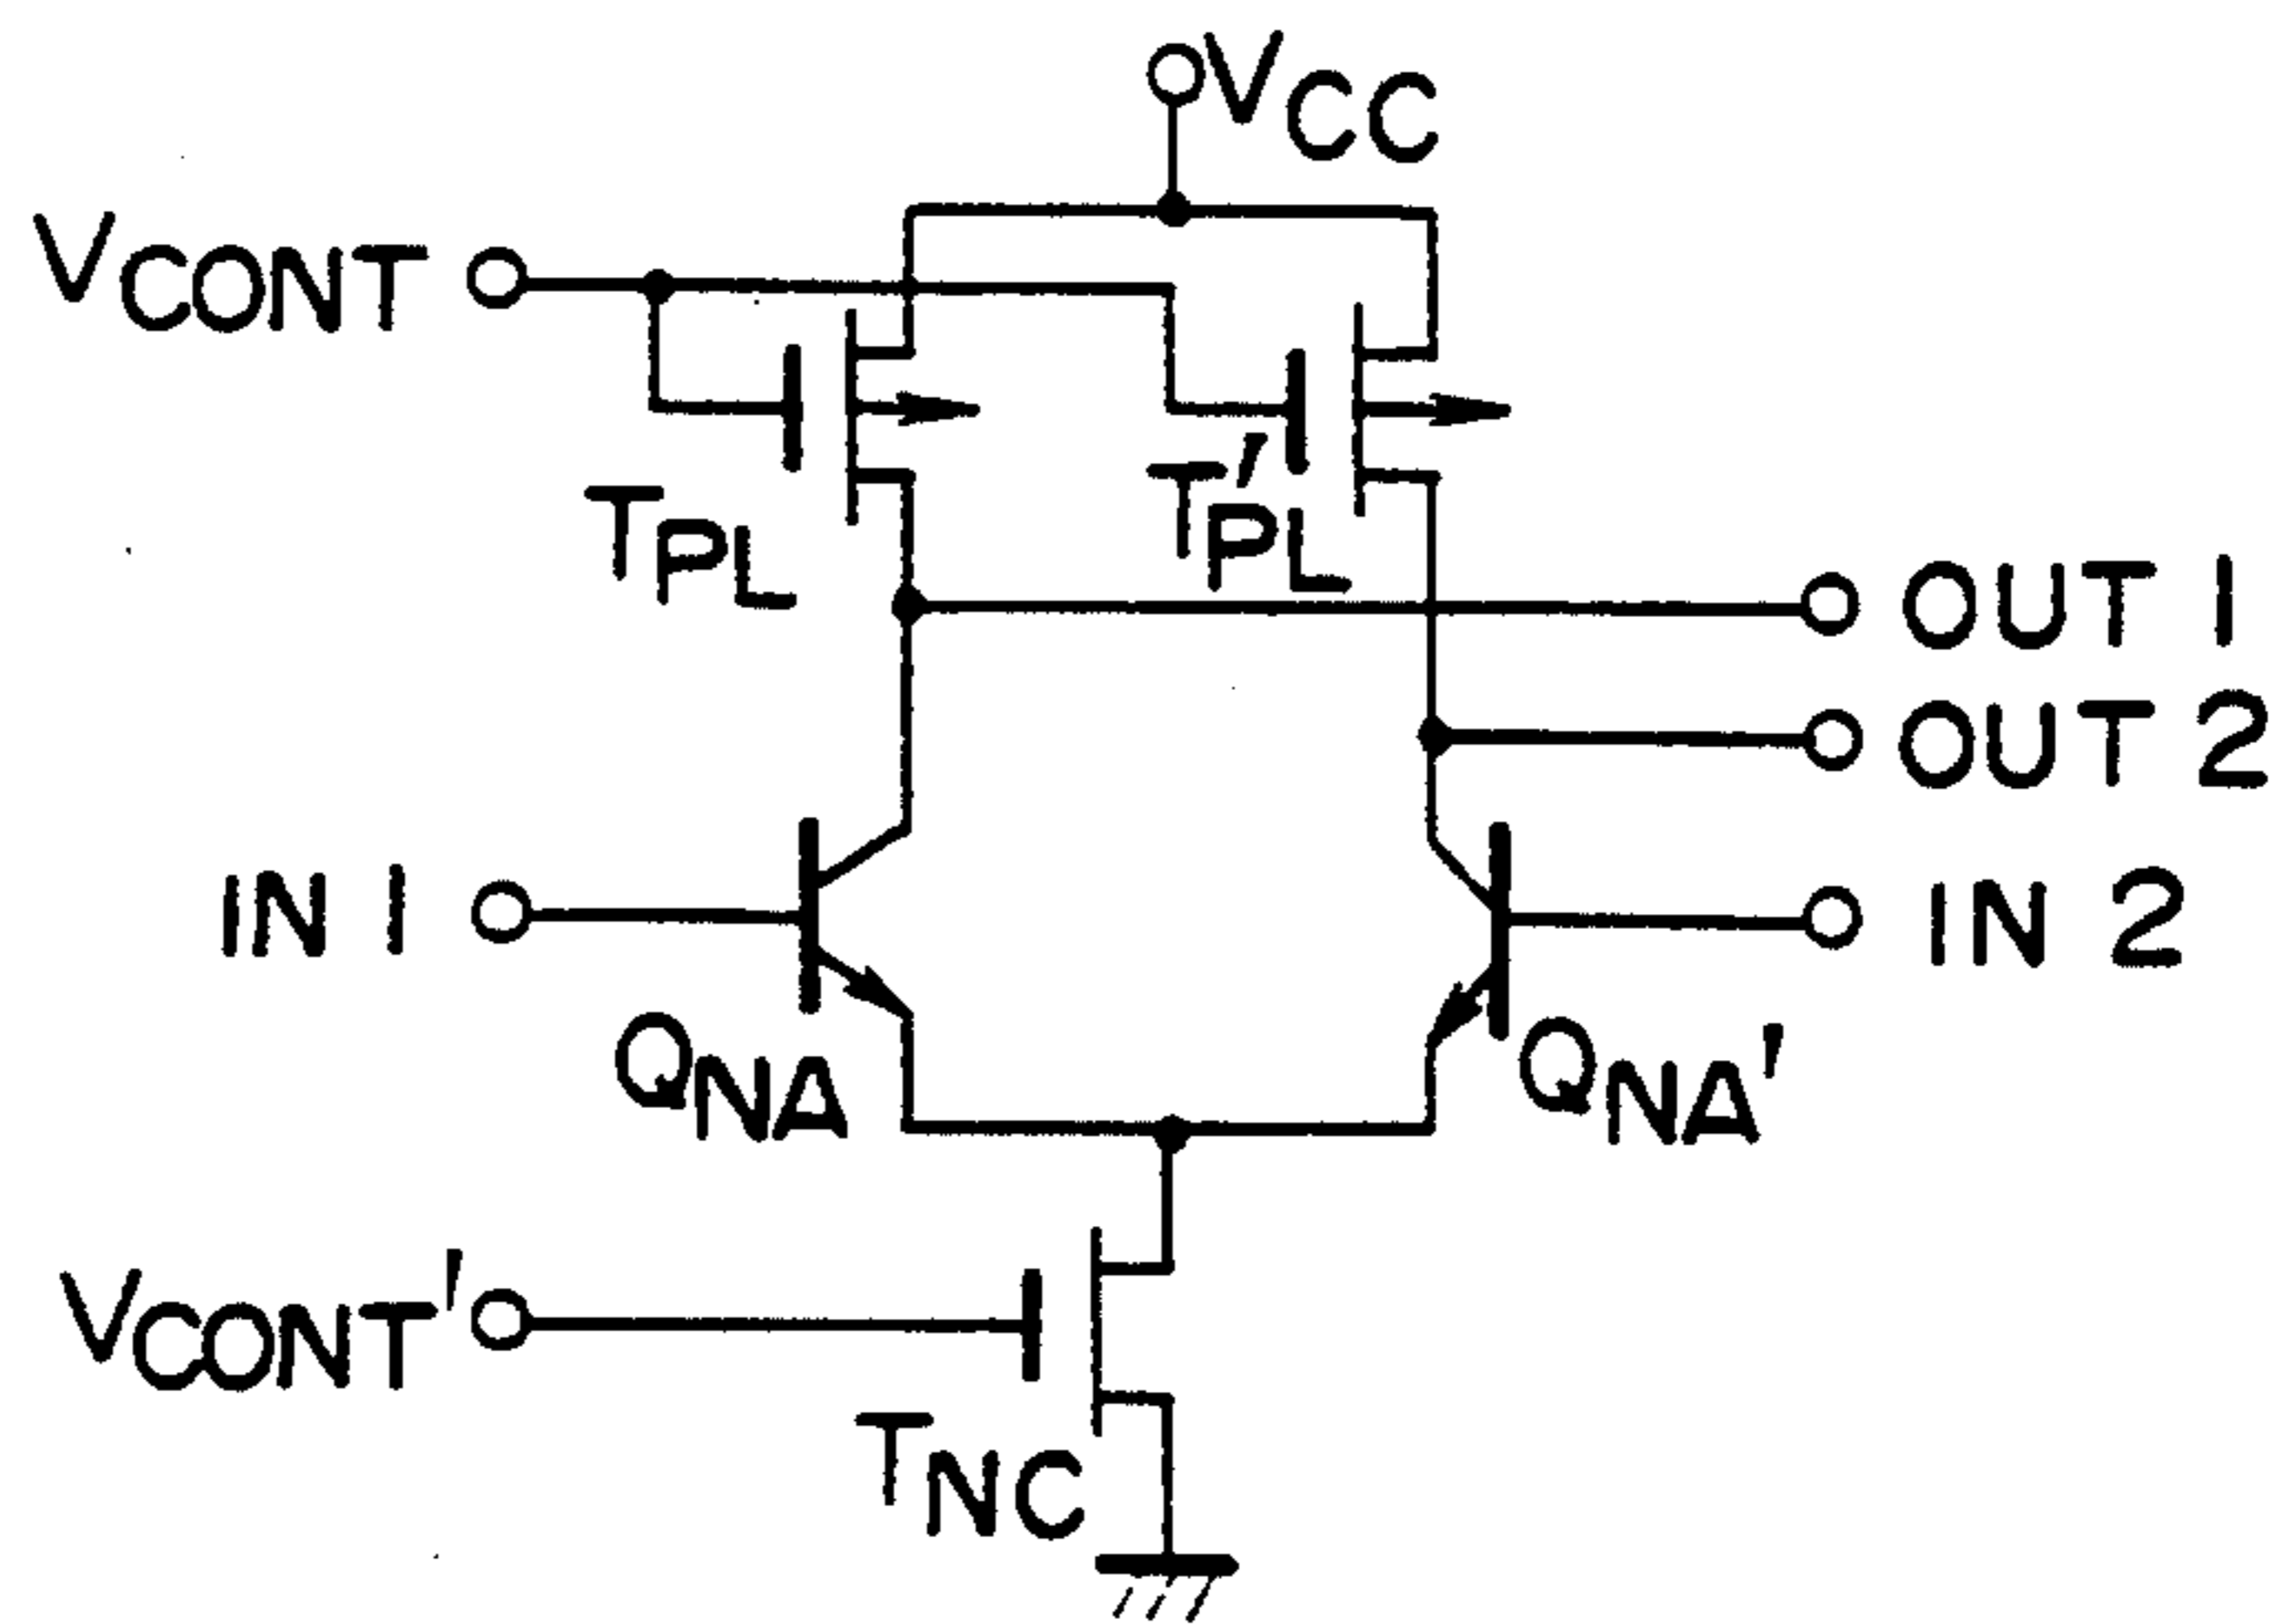 VCC
VCONT
TPL
T'PL
OUT 1
OUT 2
IN 1
IN 2
QNA
QNA'
VCONT'
TNC